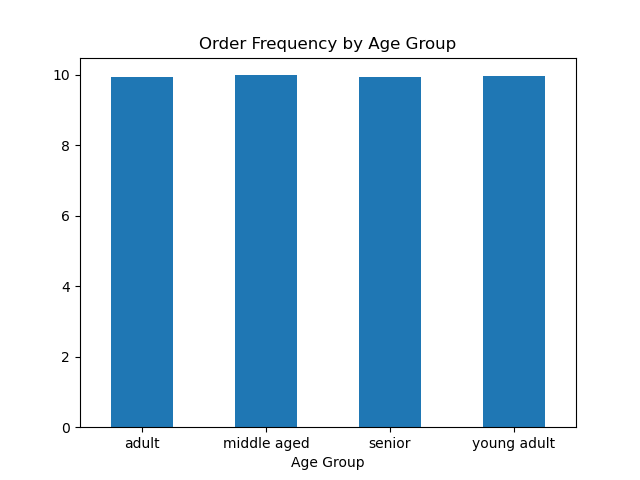 Order Frequency by Age Group
10
8
6
4
2
0
adult middle aged senior young adult
Age Group